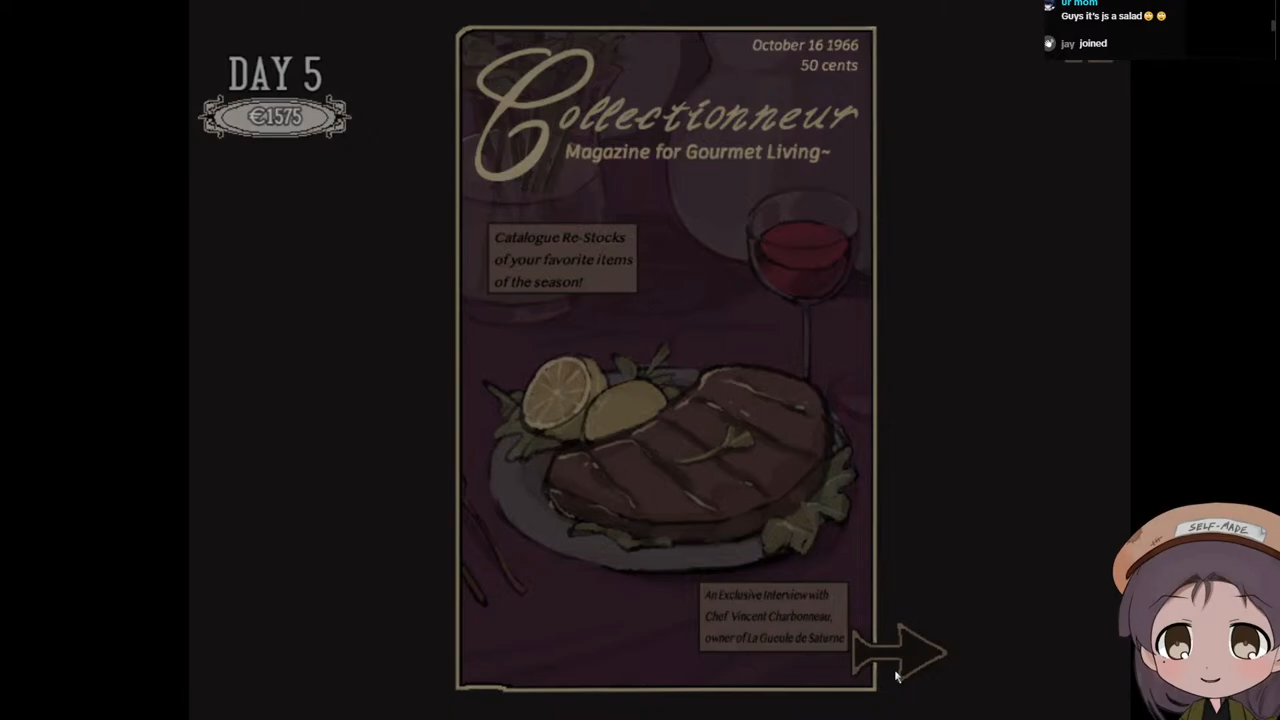 ur mom
Guys it's js a salad🙄 🙄
jay joined
DAY 5
€1575
October 16 1966
50 cents
Collectionneur
Magazine for Gourmet Living~
Catalogue Re-Stocks
of your favorite items
of the season!
An Exclusive Interview with
Chef Vincent Charbonneau,
owner of La Gueule de Saturne
SELF-MADE